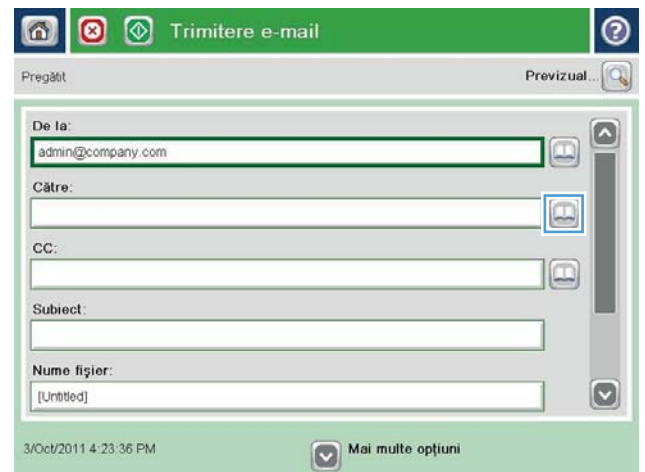 Trimitere e-mail
?
Pregătit Previzual...
De la:
admin@company.com
Către:
CC:
Subiect:
Nume fişier:
[Untitled]
3/Oct/2011 4:23:36 PM Mai multe opţiuni